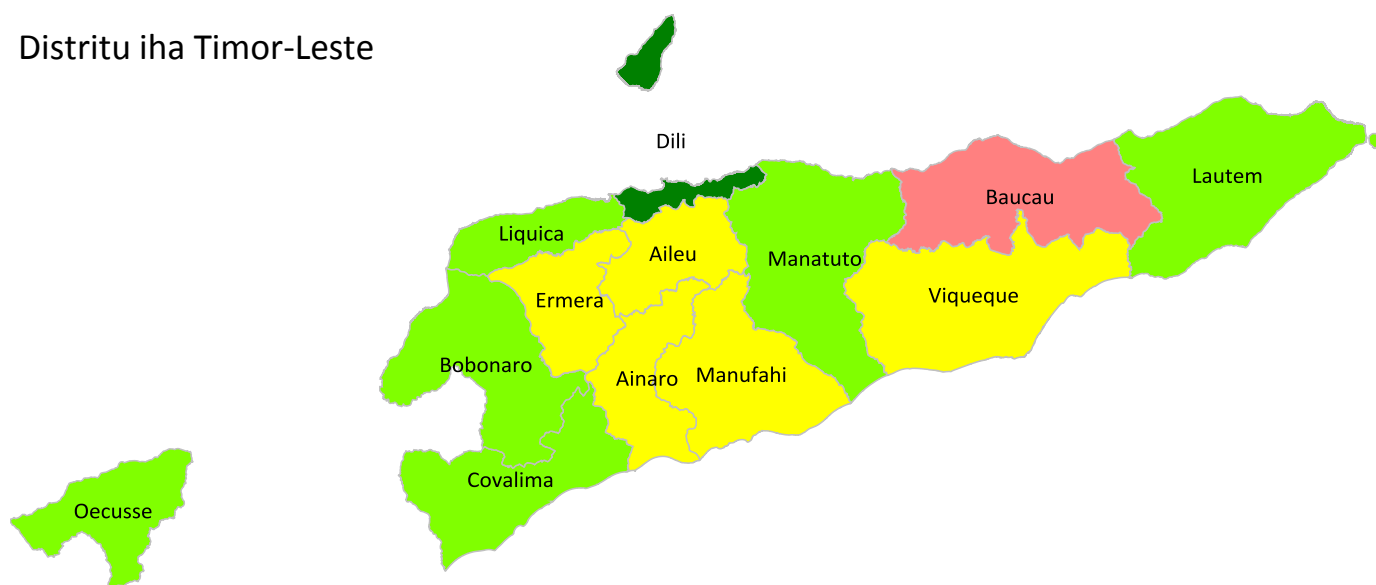 Distritu iha Timor-Leste
Dili
Lautem
Baucau
Liquica
Aileu
Manatuto
Ermera
Viqueque
Bobonaro
Ainaro
Manufahi
Covalima
Oecusse